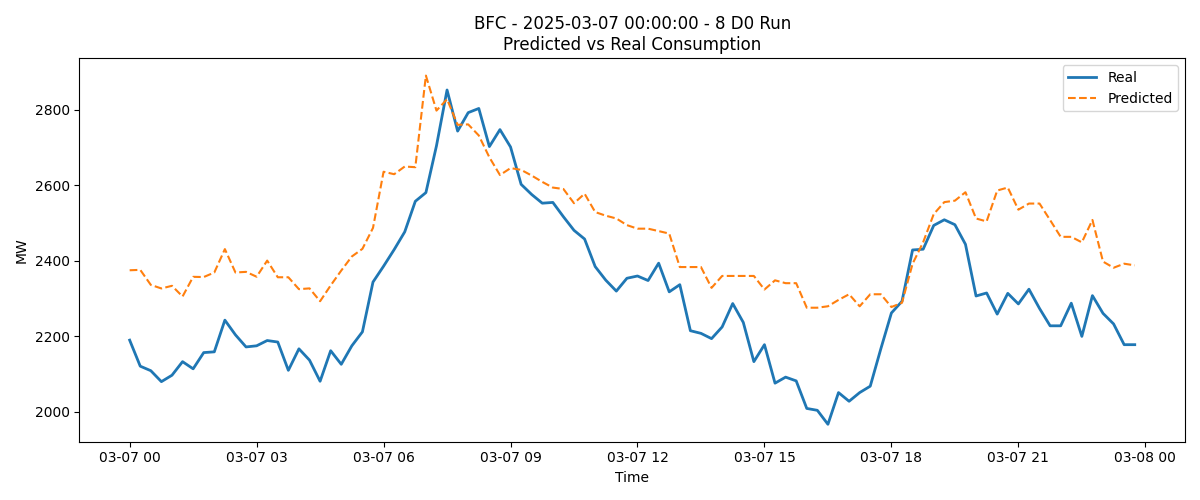 BFC - 2025-03-07 00:00:00 - 8 D0 Run
Predicted vs Real Consumption
Real
Predicted
MW
2800
2600
2400
2200
2000
03-07 00
03-07 03
03-07 06
03-07 09
03-07 12
03-07 15
03-07 18
03-07 21
03-08 00
Time